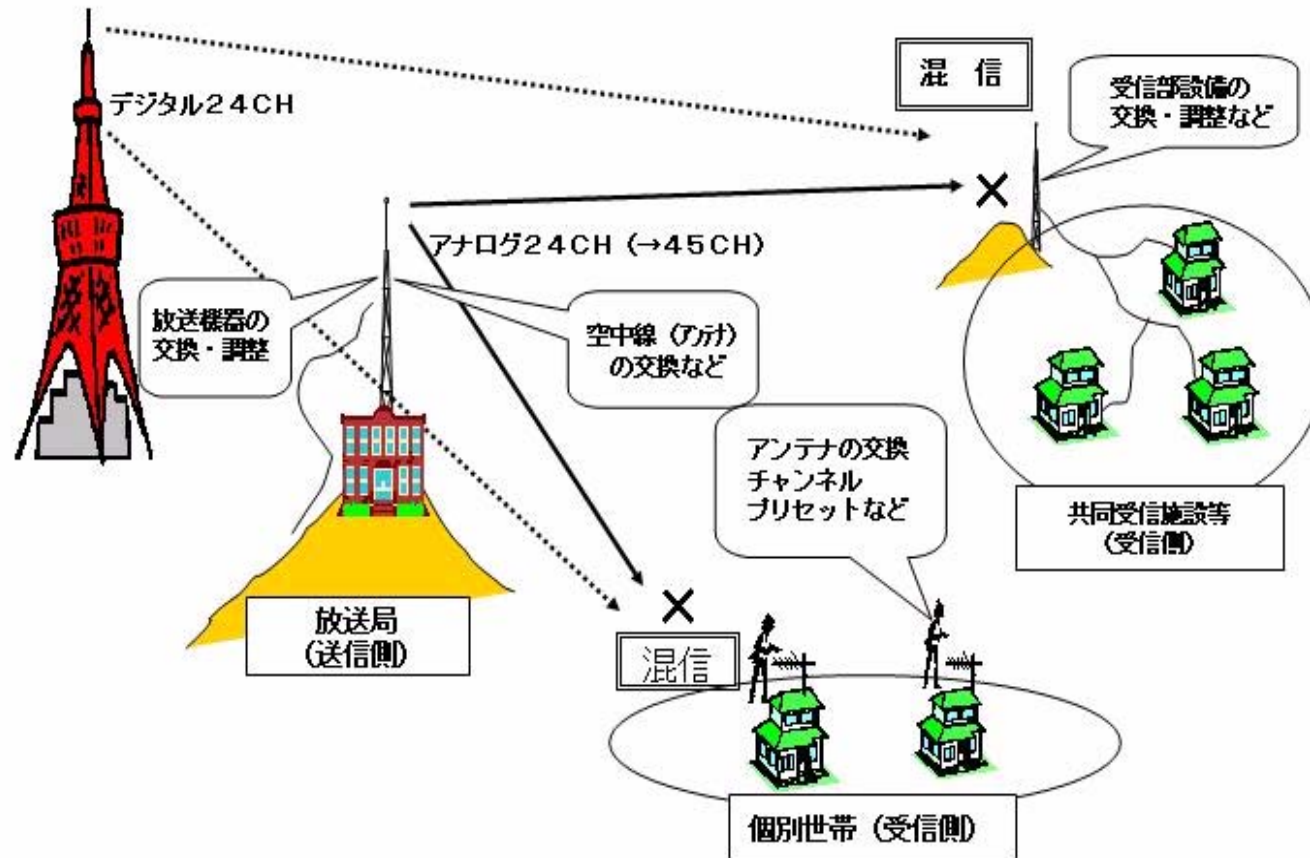 デジタル２４CH
混 信
受信部設備の
交換・調整など
アナログ２４CH（→４５CH）
放送機器の
交換・調整
空中線（アンテナ）
の交換など
アンテナの交換
チャンネル
プリセットなど
共同受信施設等
（受信側）
放送局
（送信側）
混信
個別世帯（受信側）